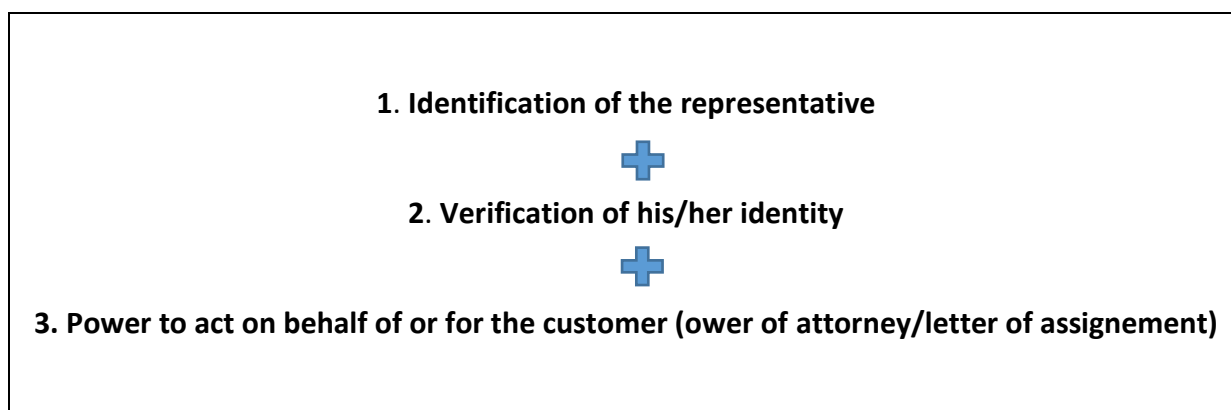 1. Identification of the representative
2. Verification of his/her identity
3. Power to act on behalf of or for the customer (ower of attorney/letter of assignement)